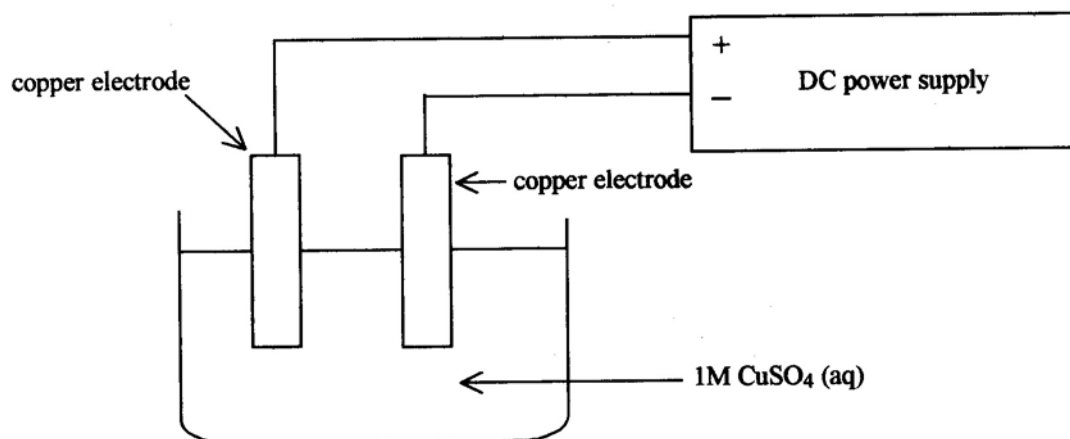 +
copper electrode
DC power supply
−
copper electrode
1M CuSO₄ (aq)